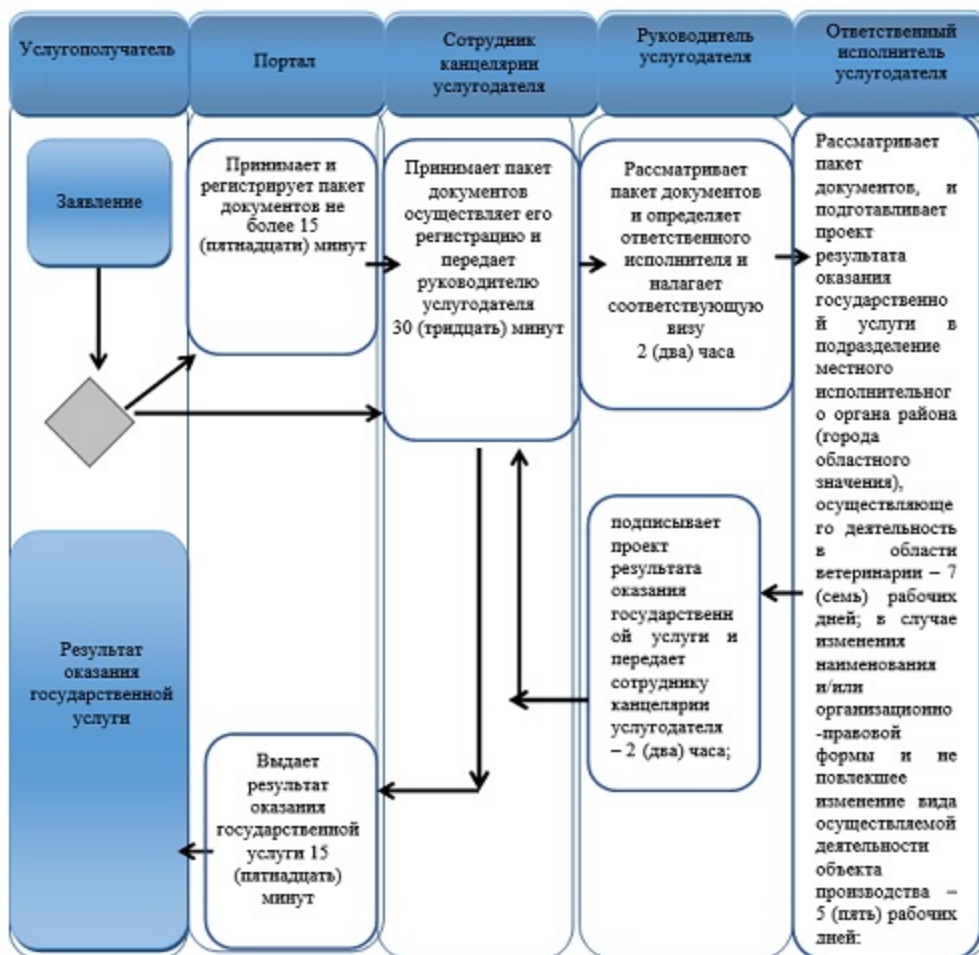 Услугополучатель
Портал
Сотрудник
канцелярии
услугодателя
Руководитель
услугодателя
Ответственный
исполнитель
услугодателя
Заявление
Принимает и
регистрирует пакет
документов не
более 15
(пятнадцати) минут
Принимает пакет
документов
осуществляет его
регистрацию и
передает
руководителю
услугодателя
30 (тридцать) минут
Рассматривает
пакет документов
и определяет
ответственного
исполнителя и
налагает
соответствующую
визу
2 (два) часа
Рассматривает
пакет
документов, и
подготавливает
проект
результата
оказания
государственно
й услуги в
подразделение
местного
исполнительног
о органа района
(города
областного
значения),
осуществляюще
го деятельность
в области
ветеринарии – 7
(семь) рабочих
дней; в случае
изменения
наименования
и/или
организационно
-правовой
формы и не
повлекшее
изменение вида
осуществляемой
деятельности
объекта
производства –
5 (пять) рабочих
дней;
подписывает
проект
результата
оказания
государственн
ой услуги и
передает
сотруднику
канцелярии
услугодателя
– 2 (два) часа;
Выдает
результат
оказания
государственной
услуги 15
(пятнадцать)
минут
Результат
оказания
государственной
услуги